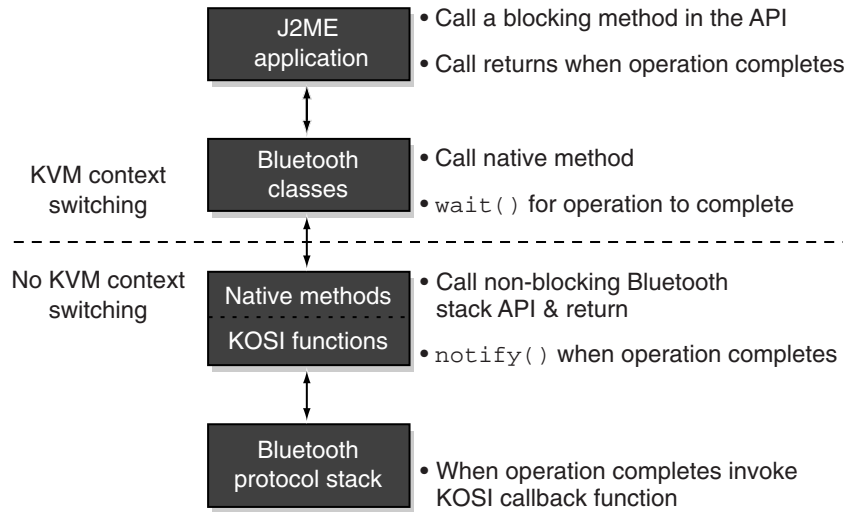 J2ME
application
• Call a blocking method in the API
• Call returns when operation completes
KVM context
switching
Bluetooth
classes
• Call native method
• wait() for operation to complete
No KVM context
switching
Native methods
KOSI functions
• Call non-blocking Bluetooth
stack API & return
• notify() when operation completes
Bluetooth
protocol stack
• When operation completes invoke
KOSI callback function